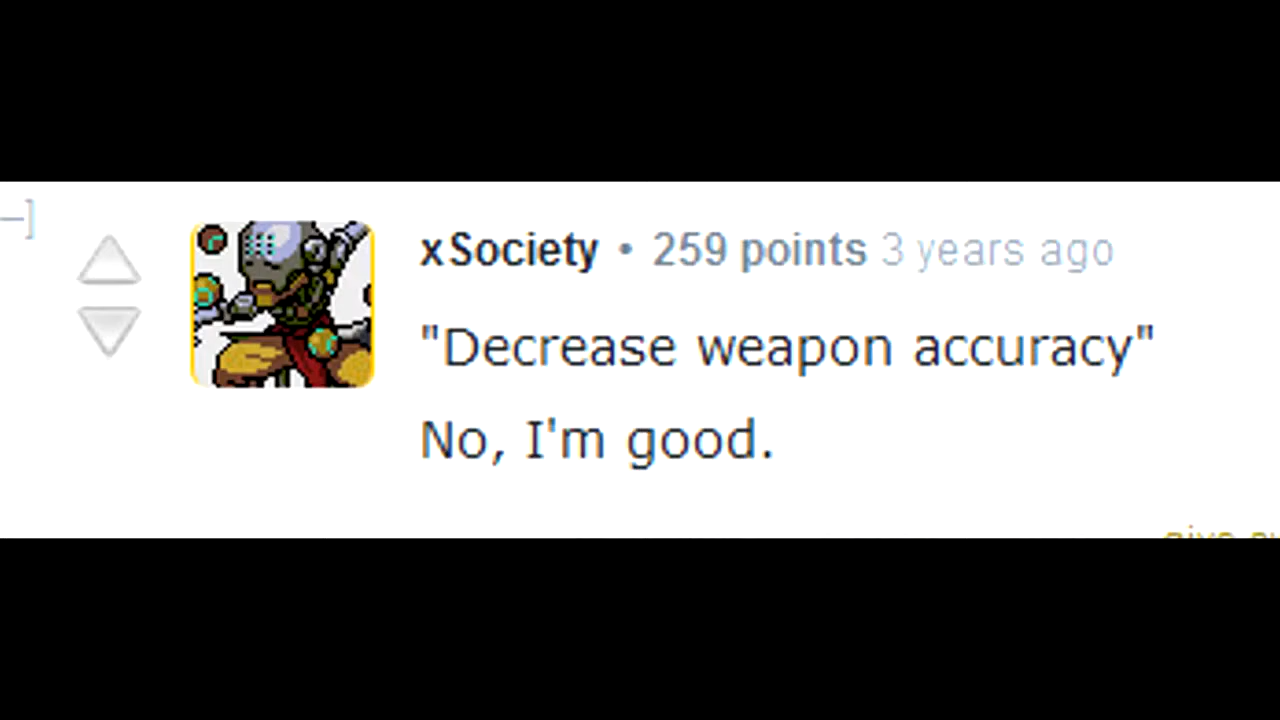 –]
xSociety • 259 points 3 years ago
"Decrease weapon accuracy"
No, I'm good.